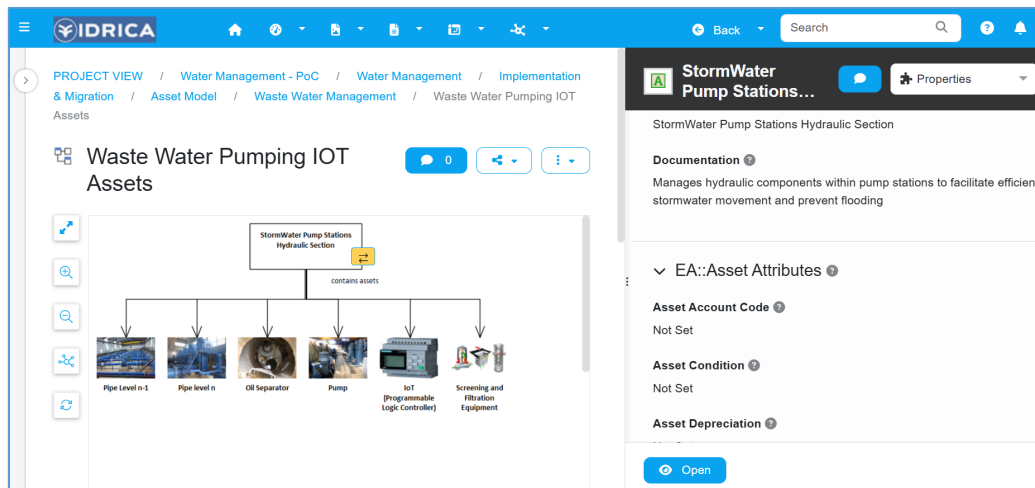 IDRICA
Back
Search
PROJECT VIEW / Water Management - PoC / Water Management / Implementation
& Migration / Asset Model / Waste Water Management / Waste Water Pumping IOT
Assets
Waste Water Pumping IOT
Assets
0
StormWater Pump Stations
Hydraulic Section
contains assets
Pipe Level n-1
Pipe level n
Oil Separator
Pump
IoT
(Programmable
Logic Controller)
Screening and
Filtration
Equipment
A
StormWater
Pump Stations...
Properties
StormWater Pump Stations Hydraulic Section
Documentation ?
Manages hydraulic components within pump stations to facilitate efficien
stormwater movement and prevent flooding
EA::Asset Attributes ?
Asset Account Code ?
Not Set
Asset Condition ?
Not Set
Asset Depreciation ?
Open